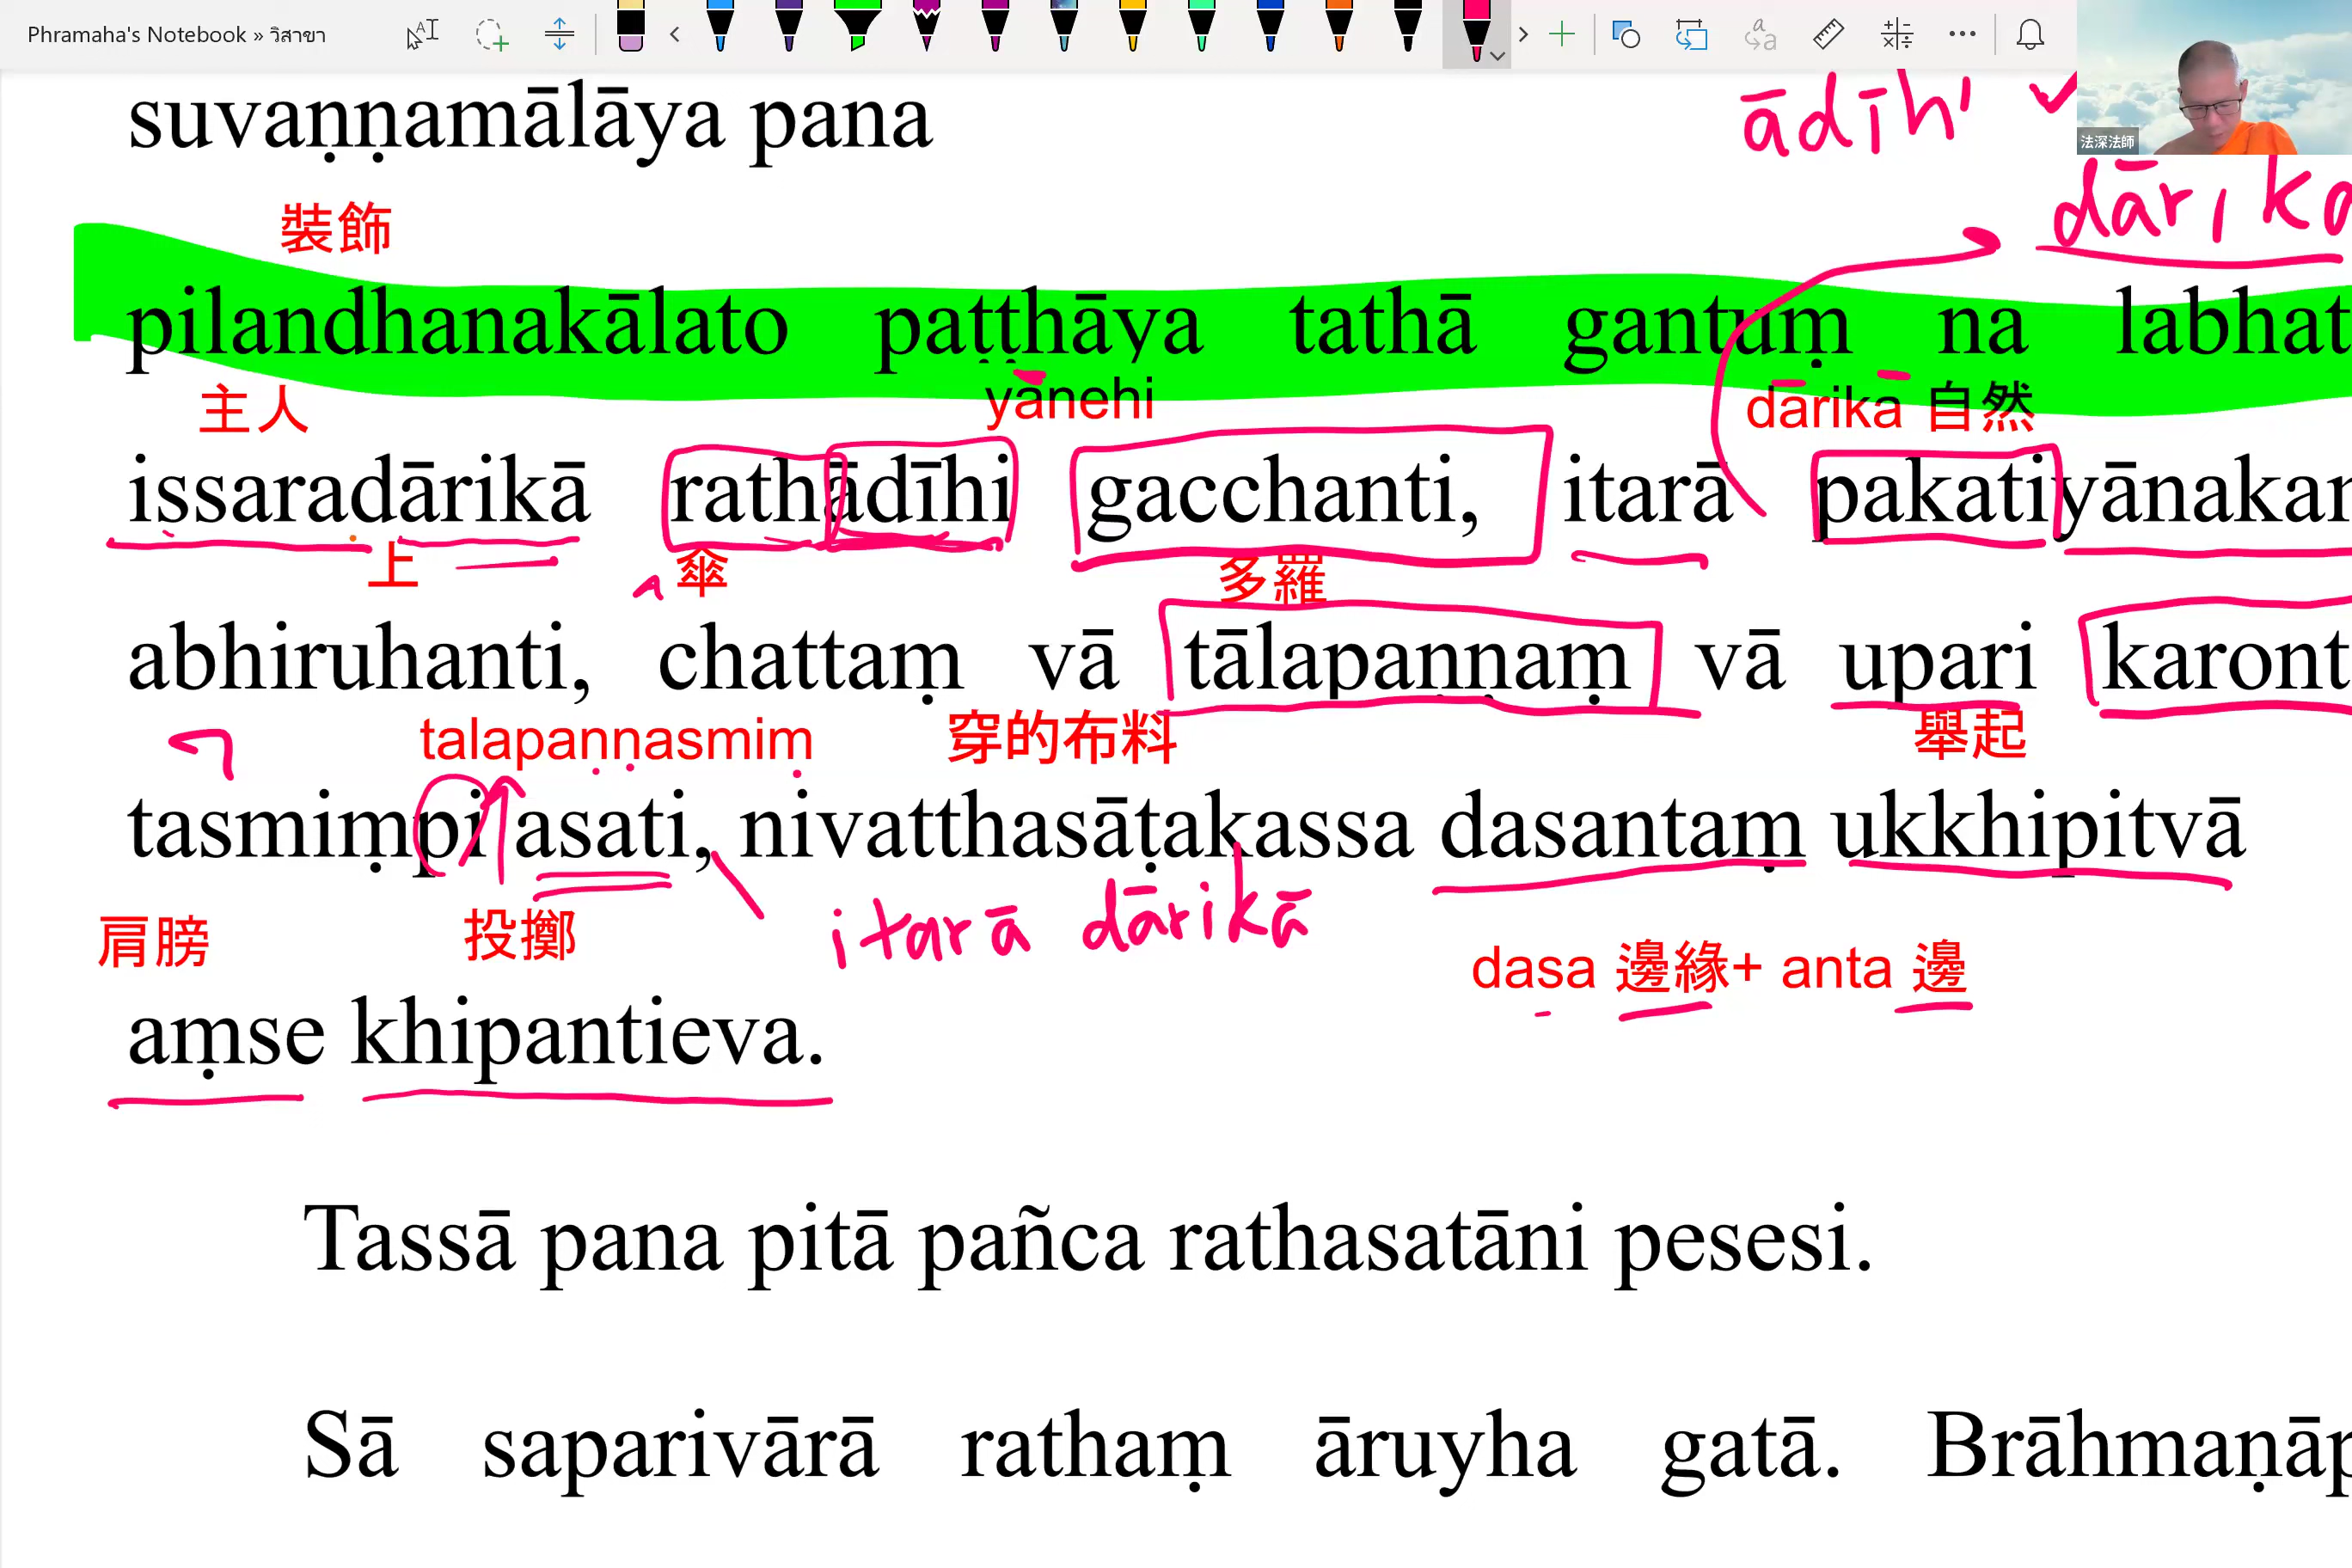 Phramaha's Notebook » วิสาขา
suvaṇṇamālāya pana
ādīhi
法深法師
dārika
裝飾
pilandhanakālato paṭṭhāya tathā gantuṃ na labhat
主人 yānehi dārikā 自然
issaradārikā rathādīhi gacchanti, itarā pakatiyānakaṃ
上 傘 多羅
abhiruhanti, chattaṃ vā tālapaṇṇaṃ vā upari karont
talapaṇṇasmiṃ 穿的布料 舉起
tasmiṃpi asati, nivatthasāṭakassa dasantaṃ ukkhipitvā
itarā dārikā
肩膀 投擲 dasa 邊緣+ anta 邊
aṃse khipantieva.
Tassā pana pitā pañca rathasatāni pesesi.
Sā saparivārā rathaṃ āruyha gatā. Brāhmaṇāp